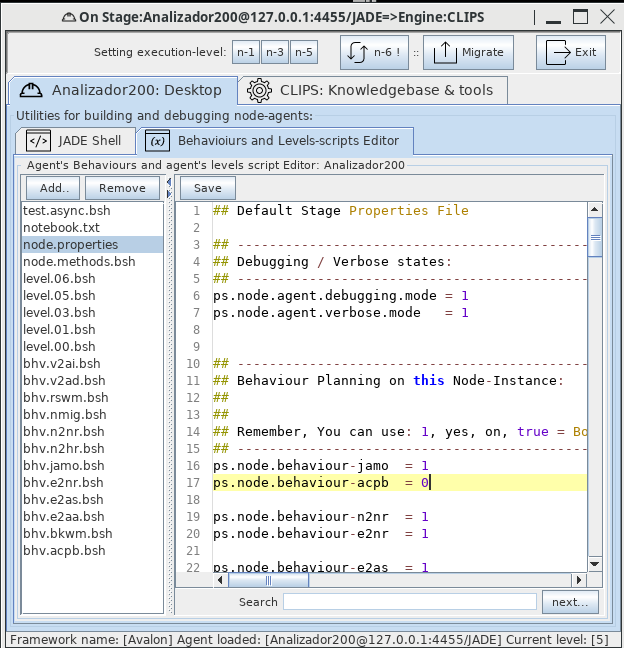 On Stage:Analizador200@127.0.0.1:4455/JADE=>Engine:CLIPS
Setting execution-level: n-1 n-3 n-5 n-6 ! :: Migrate Exit
Analizador200: Desktop CLIPS: Knowledgebase & tools
Utilities for building and debugging node-agents:
</> JADE Shell (x) Behavioiurs and Levels-scripts Editor
Agent's Behaviours and agent's levels script Editor: Analizador200
Add.. Remove Save
test.async.bsh
notebook.txt
node.properties
node.methods.bsh
level.06.bsh
level.05.bsh
level.03.bsh
level.01.bsh
level.00.bsh
bhv.v2ai.bsh
bhv.v2ad.bsh
bhv.rswm.bsh
bhv.nmig.bsh
bhv.n2nr.bsh
bhv.n2hr.bsh
bhv.jamo.bsh
bhv.e2nr.bsh
bhv.e2as.bsh
bhv.e2aa.bsh
bhv.bkwm.bsh
bhv.acpb.bsh
1 ## Default Stage Properties File
2
3 ## ------------------------------------------
4 ## Debugging / Verbose states:
5 ## ------------------------------------------
6 ps.node.agent.debugging.mode = 1
7 ps.node.agent.verbose.mode   = 1
8
9
10 ## ------------------------------------------
11 ## Behaviour Planning on this Node-Instance:
12 ##
13 ##
14 ## Remember, You can use: 1, yes, on, true = Bo
15 ## ------------------------------------------
16 ps.node.behaviour-jamo  = 1
17 ps.node.behaviour-acpb  = 0
18
19 ps.node.behaviour-n2nr  = 1
20 ps.node.behaviour-e2nr  = 1
21
22 ps.node.behaviour-e2as  = 1
Search next...
Framework name: [Avalon] Agent loaded: [Analizador200@127.0.0.1:4455/JADE] Current level: [5]